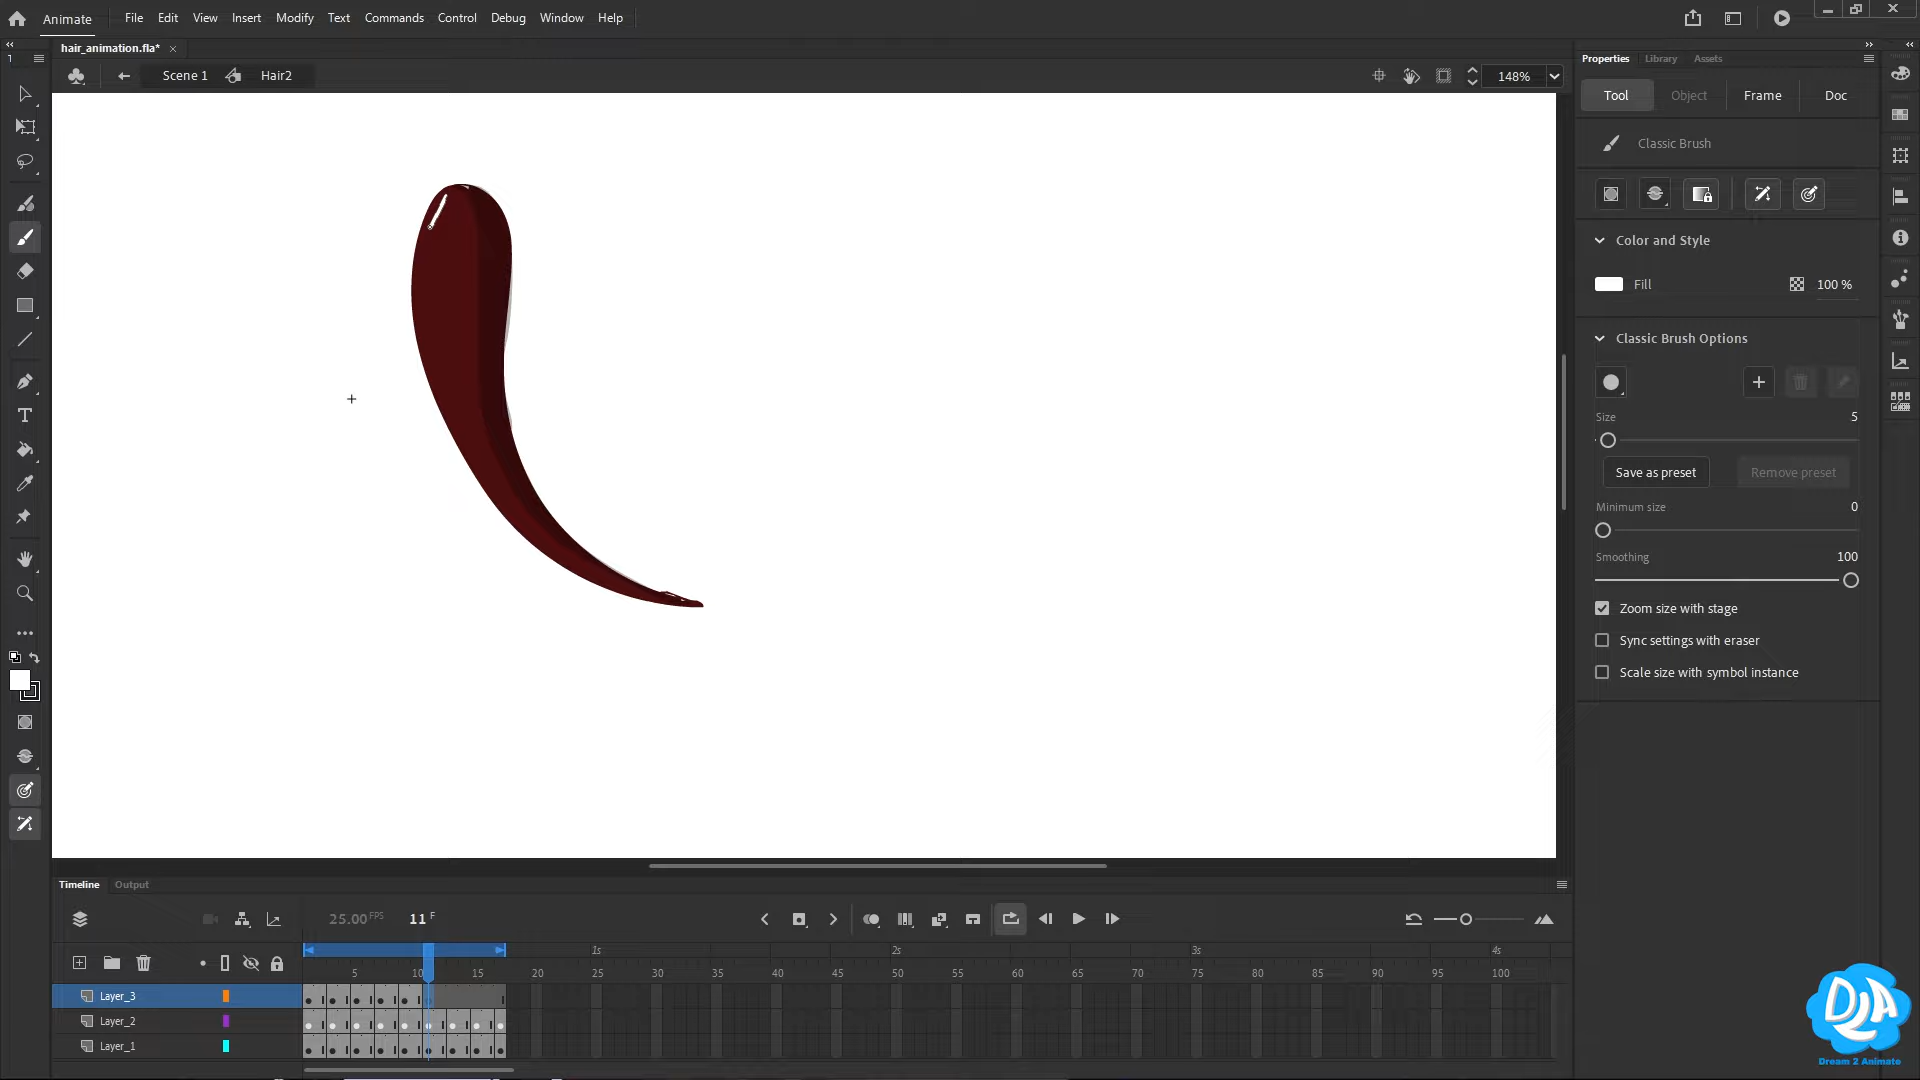 Animate File Edit View Insert Modify Text Commands Control Debug Window Help
hair_animation.fla*
Scene 1 Hair2 148%
Properties Library Assets
Tool Object Frame Doc
Classic Brush
Color and Style
Fill 100 %
Classic Brush Options
Size 5
Save as preset Remove preset
Minimum size 0
Smoothing 100
Zoom size with stage
Sync settings with eraser
Scale size with symbol instance
Timeline Output
25.00 FPS 11 F
1s 2s 3s 4s
5 10 15 20 25 30 35 40 45 50 55 60 65 70 75 80 85 90 95 100
Layer_3
Layer_2
Layer_1
D2A
Dream 2 Animate